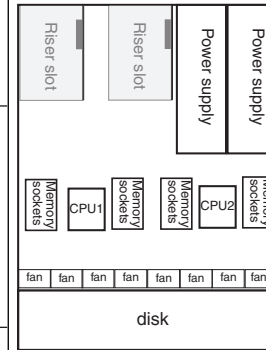 Riser slot
Riser slot
Power supply
Power supply
Memory
sockets
CPU1
Memory
sockets
Memory
sockets
CPU2
Memory
sockets
fan
fan
fan
fan
fan
fan
fan
fan
disk